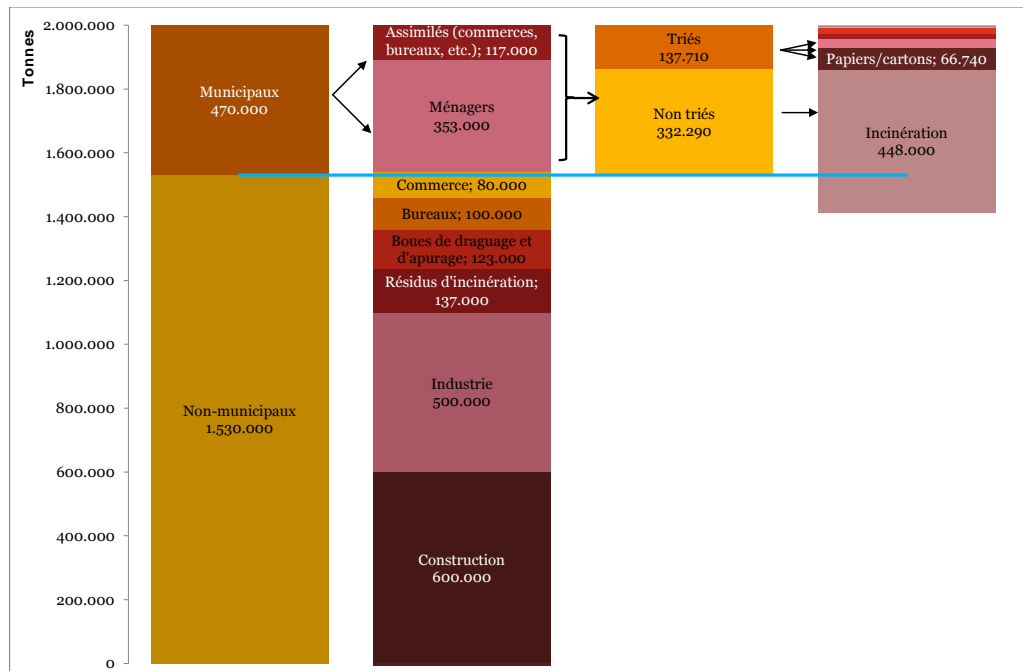 Tonnes
2.000.000
1.800.000
1.600.000
1.400.000
1.200.000
1.000.000
800.000
600.000
400.000
200.000
0
Municipaux
470.000
Non-municipaux
1.530.000
Assimilés (commerces,
bureaux, etc.); 117.000
Ménagers
353.000
Commerce; 80.000
Bureaux; 100.000
Boues de draguage et
d'apurage; 123.000
Résidus d'incinération;
137.000
Industrie
500.000
Construction
600.000
Triés
137.710
Non triés
332.290
Papiers/cartons; 66.740
Incinération
448.000